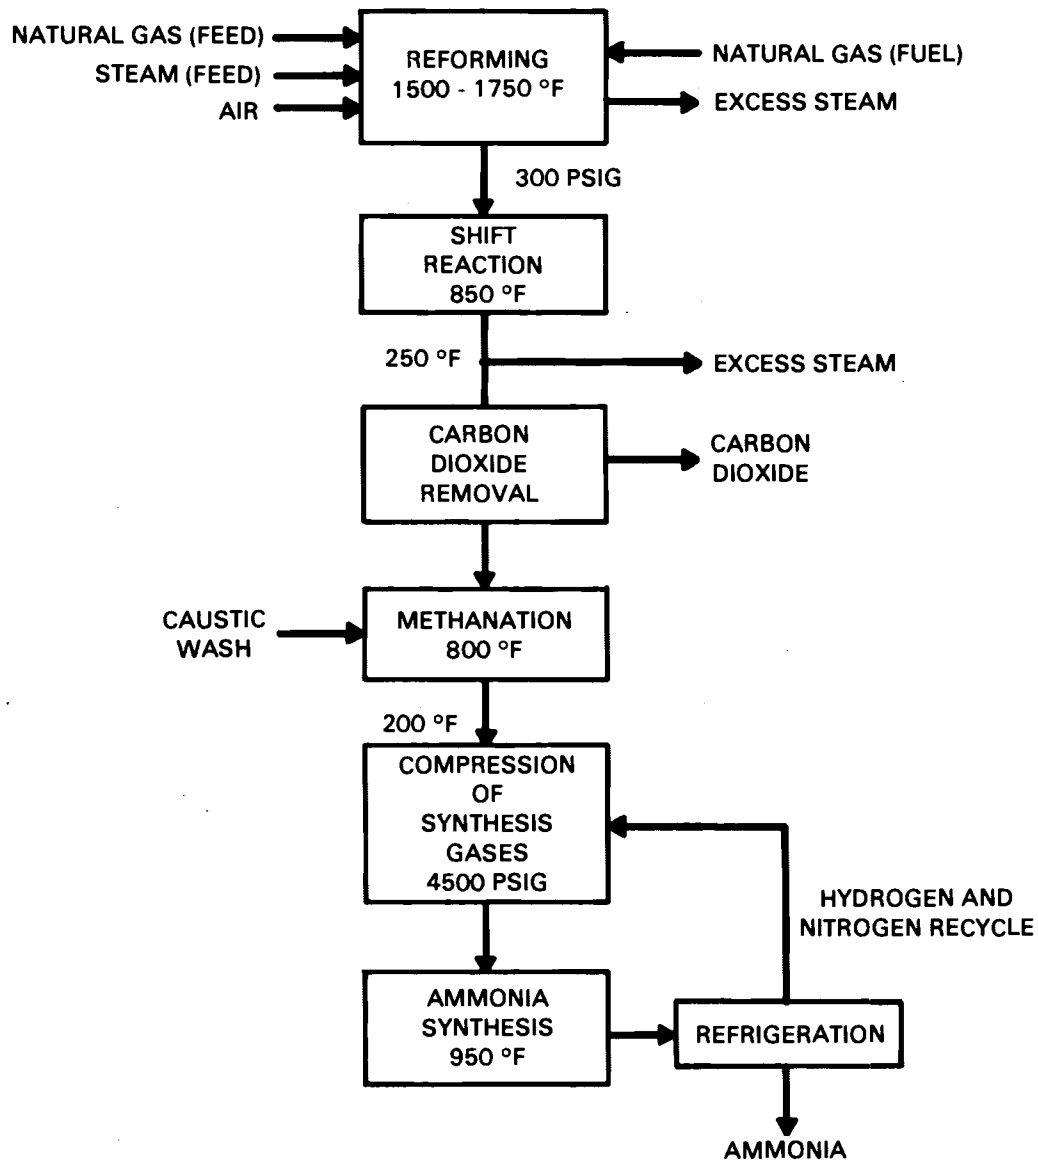 NATURAL GAS (FEED)
STEAM (FEED)
AIR
REFORMING
1500 - 1750 °F
NATURAL GAS (FUEL)
EXCESS STEAM
300 PSIG
SHIFT
REACTION
850 °F
250 °F
EXCESS STEAM
CARBON
DIOXIDE
REMOVAL
CARBON
DIOXIDE
CAUSTIC
WASH
METHANATION
800 °F
200 °F
COMPRESSION
OF
SYNTHESIS
GASES
4500 PSIG
HYDROGEN AND
NITROGEN RECYCLE
AMMONIA
SYNTHESIS
950 °F
REFRIGERATION
AMMONIA